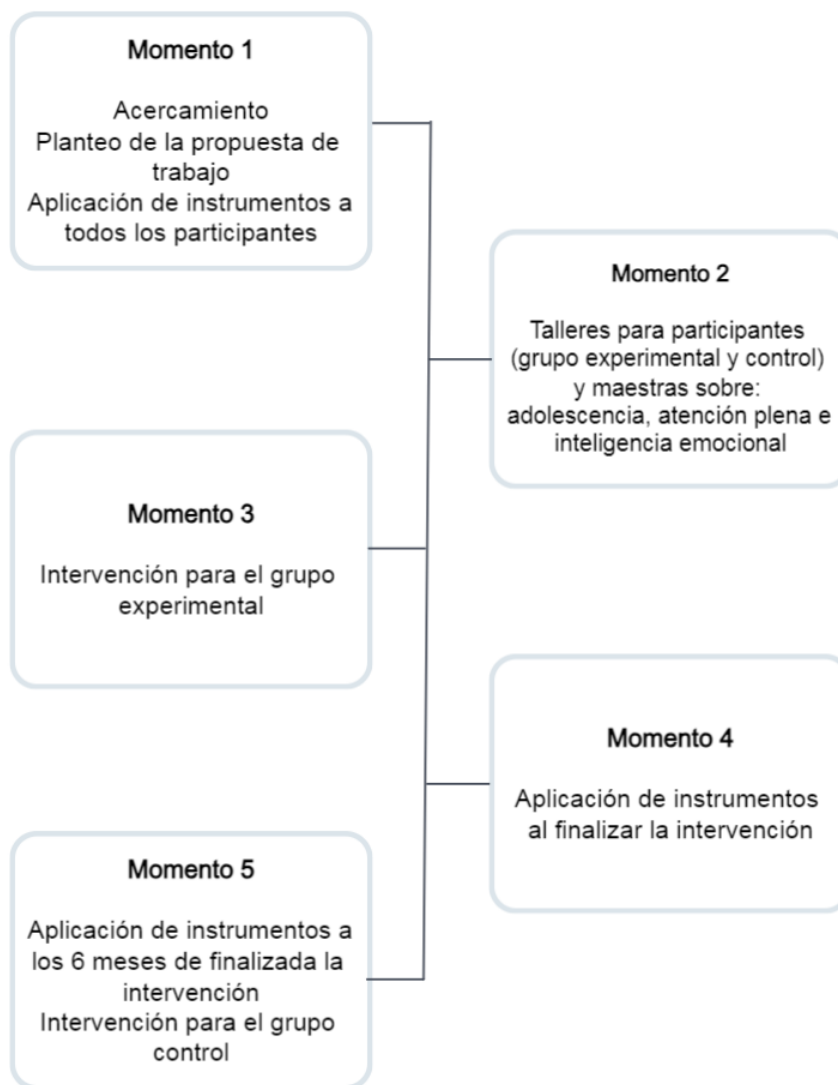 Momento 1
Acercamiento
Planteo de la propuesta de
trabajo
Aplicación de instrumentos a
todos los participantes
Momento 2
Talleres para participantes
(grupo experimental y control)
y maestras sobre:
adolescencia, atención plena e
inteligencia emocional
Momento 3
Intervención para el grupo
experimental
Momento 4
Aplicación de instrumentos
al finalizar la intervención
Momento 5
Aplicación de instrumentos a
los 6 meses de finalizada la
intervención
Intervención para el grupo
control